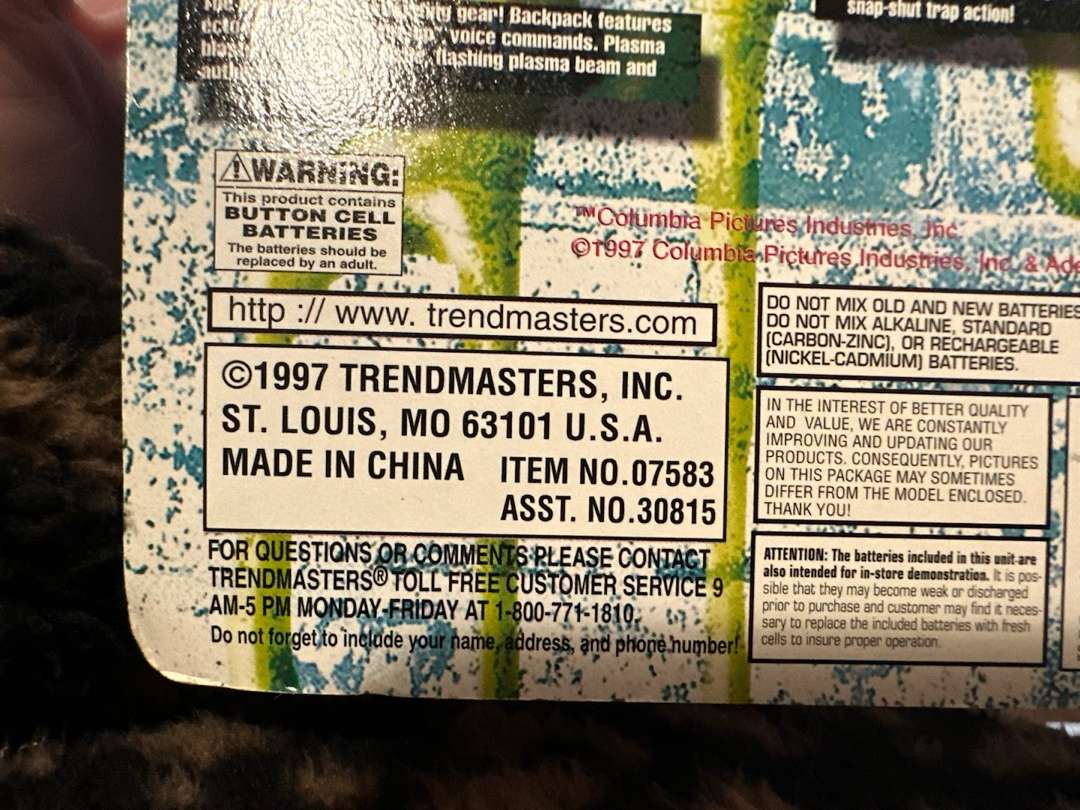 gear! Backpack features
voice commands. Plasma
flashing plasma beam and
snap-shut trap action!
WARNING:
This product contains
BUTTON CELL
BATTERIES
The batteries should be
replaced by an adult.
™Columbia Pictures Industries, Inc.
©1997 Columbia Pictures Industries, Inc. & Ade
http :// www. trendmasters.com
©1997 TRENDMASTERS, INC.
ST. LOUIS, MO 63101 U.S.A.
MADE IN CHINA ITEM NO.07583
ASST. NO.30815
FOR QUESTIONS OR COMMENTS PLEASE CONTACT
TRENDMASTERS® TOLL FREE CUSTOMER SERVICE 9
AM-5 PM MONDAY-FRIDAY AT 1-800-771-1810.
Do not forget to include your name, address, and phone number!
DO NOT MIX OLD AND NEW BATTERIES
DO NOT MIX ALKALINE, STANDARD
(CARBON-ZINC), OR RECHARGEABLE
(NICKEL-CADMIUM) BATTERIES.
IN THE INTEREST OF BETTER QUALITY
AND VALUE, WE ARE CONSTANTLY
IMPROVING AND UPDATING OUR
PRODUCTS. CONSEQUENTLY, PICTURES
ON THIS PACKAGE MAY SOMETIMES
DIFFER FROM THE MODEL ENCLOSED.
THANK YOU!
ATTENTION: The batteries included in this unit are
also intended for in-store demonstration. It is pos-
sible that they may become weak or discharged
prior to purchase and customer may find it neces-
sary to replace the included batteries with fresh
cells to insure proper operation.